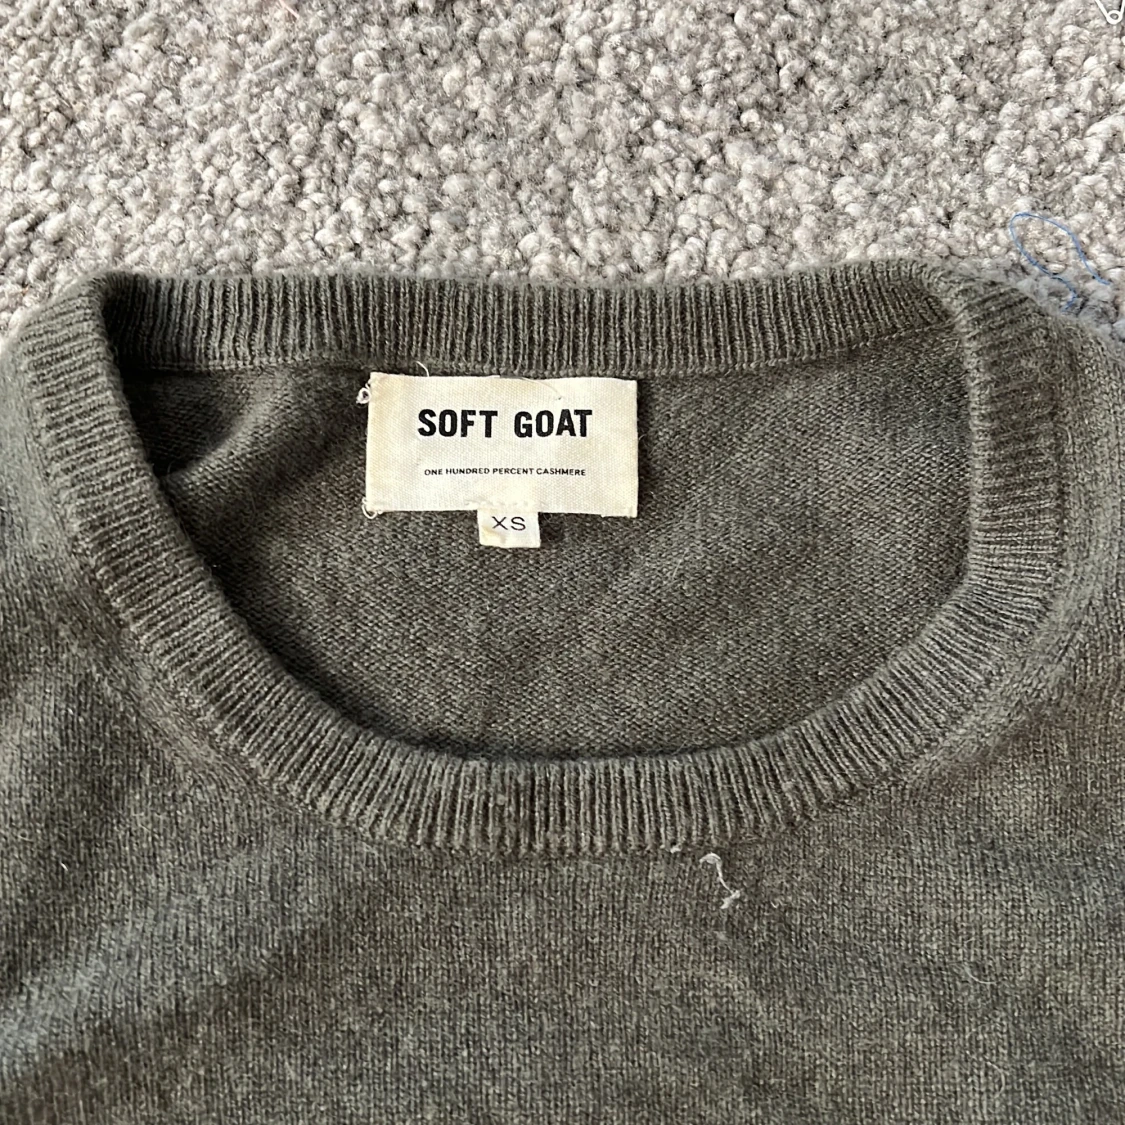 SOFT GOAT
ONE HUNDRED PERCENT CASHMERE
XS